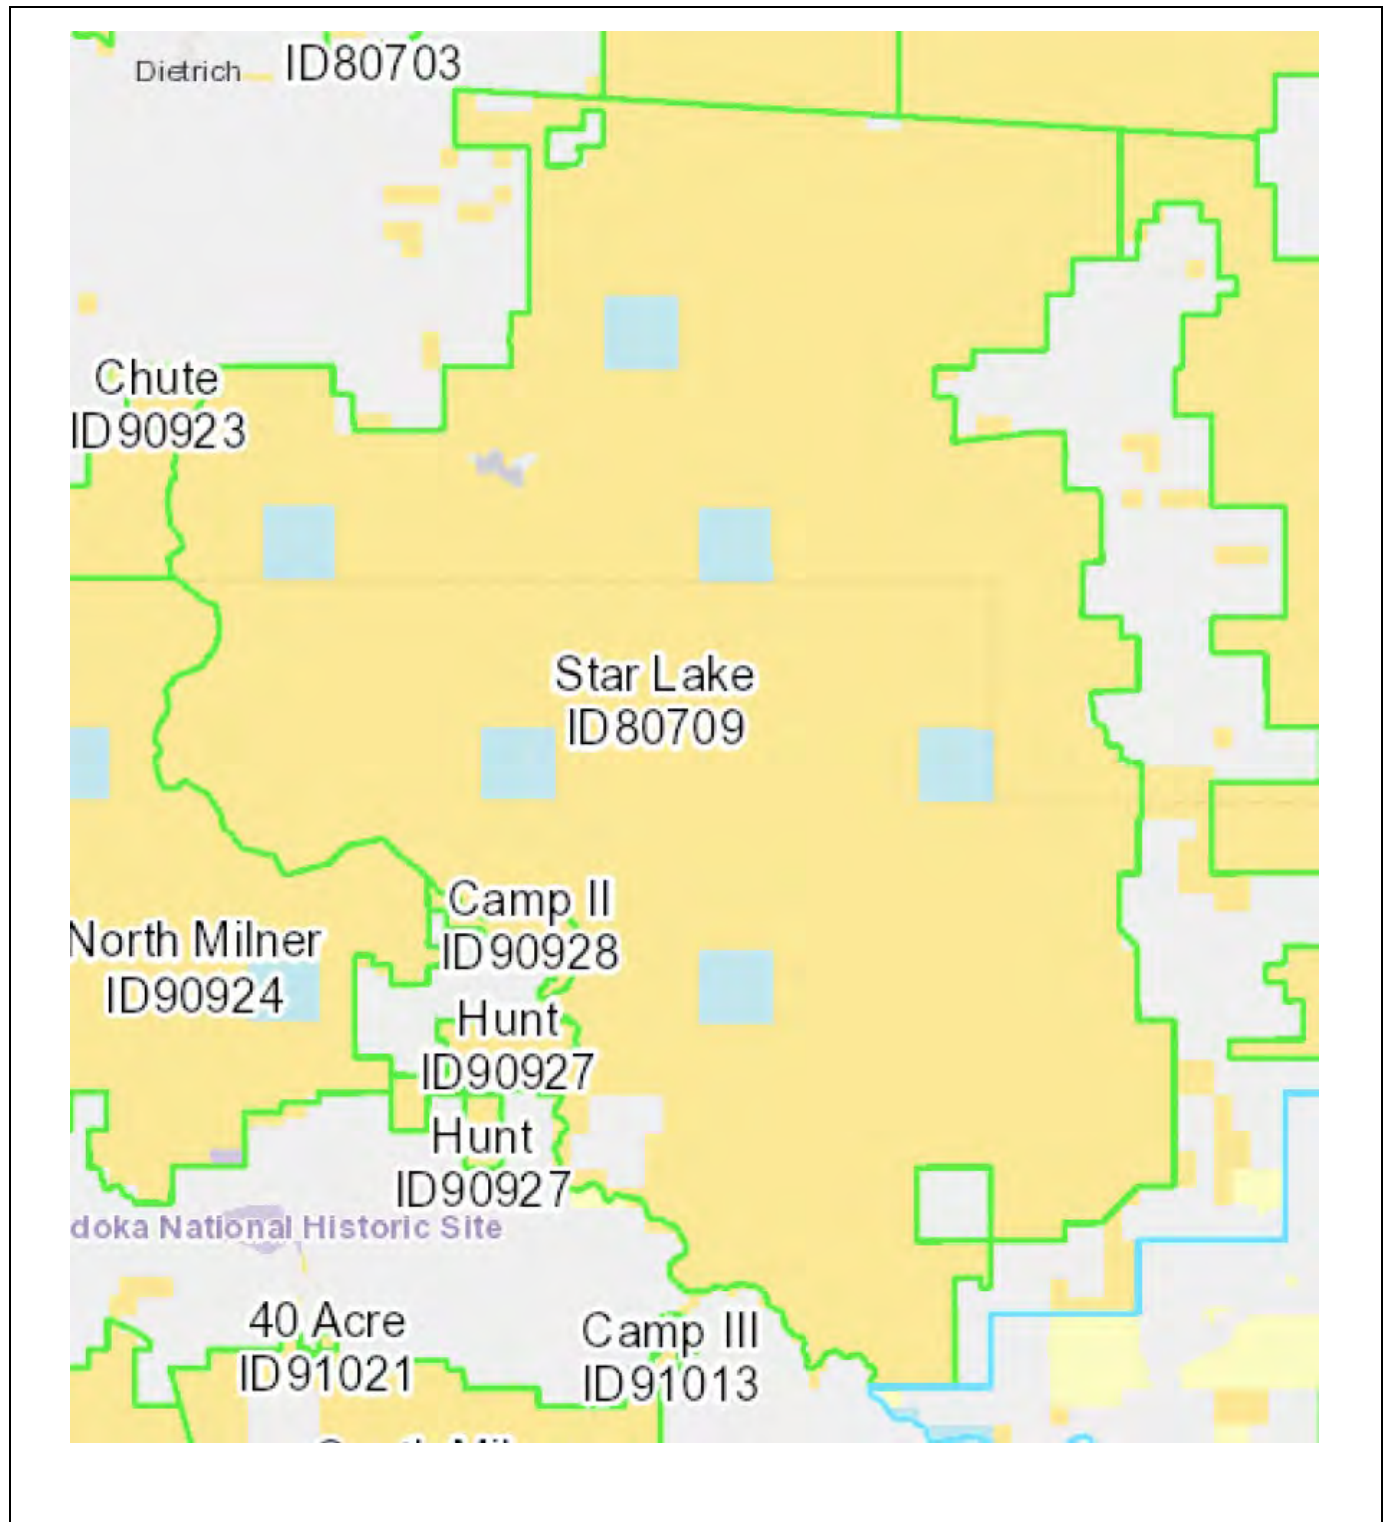 Dietrich
ID80703
Chute
ID90923
Star Lake
ID80709
Camp II
ID90928
North Milner
ID90924
Hunt
ID90927
Hunt
ID90927
doka National Historic Site
40 Acre
ID91021
Camp III
ID91013